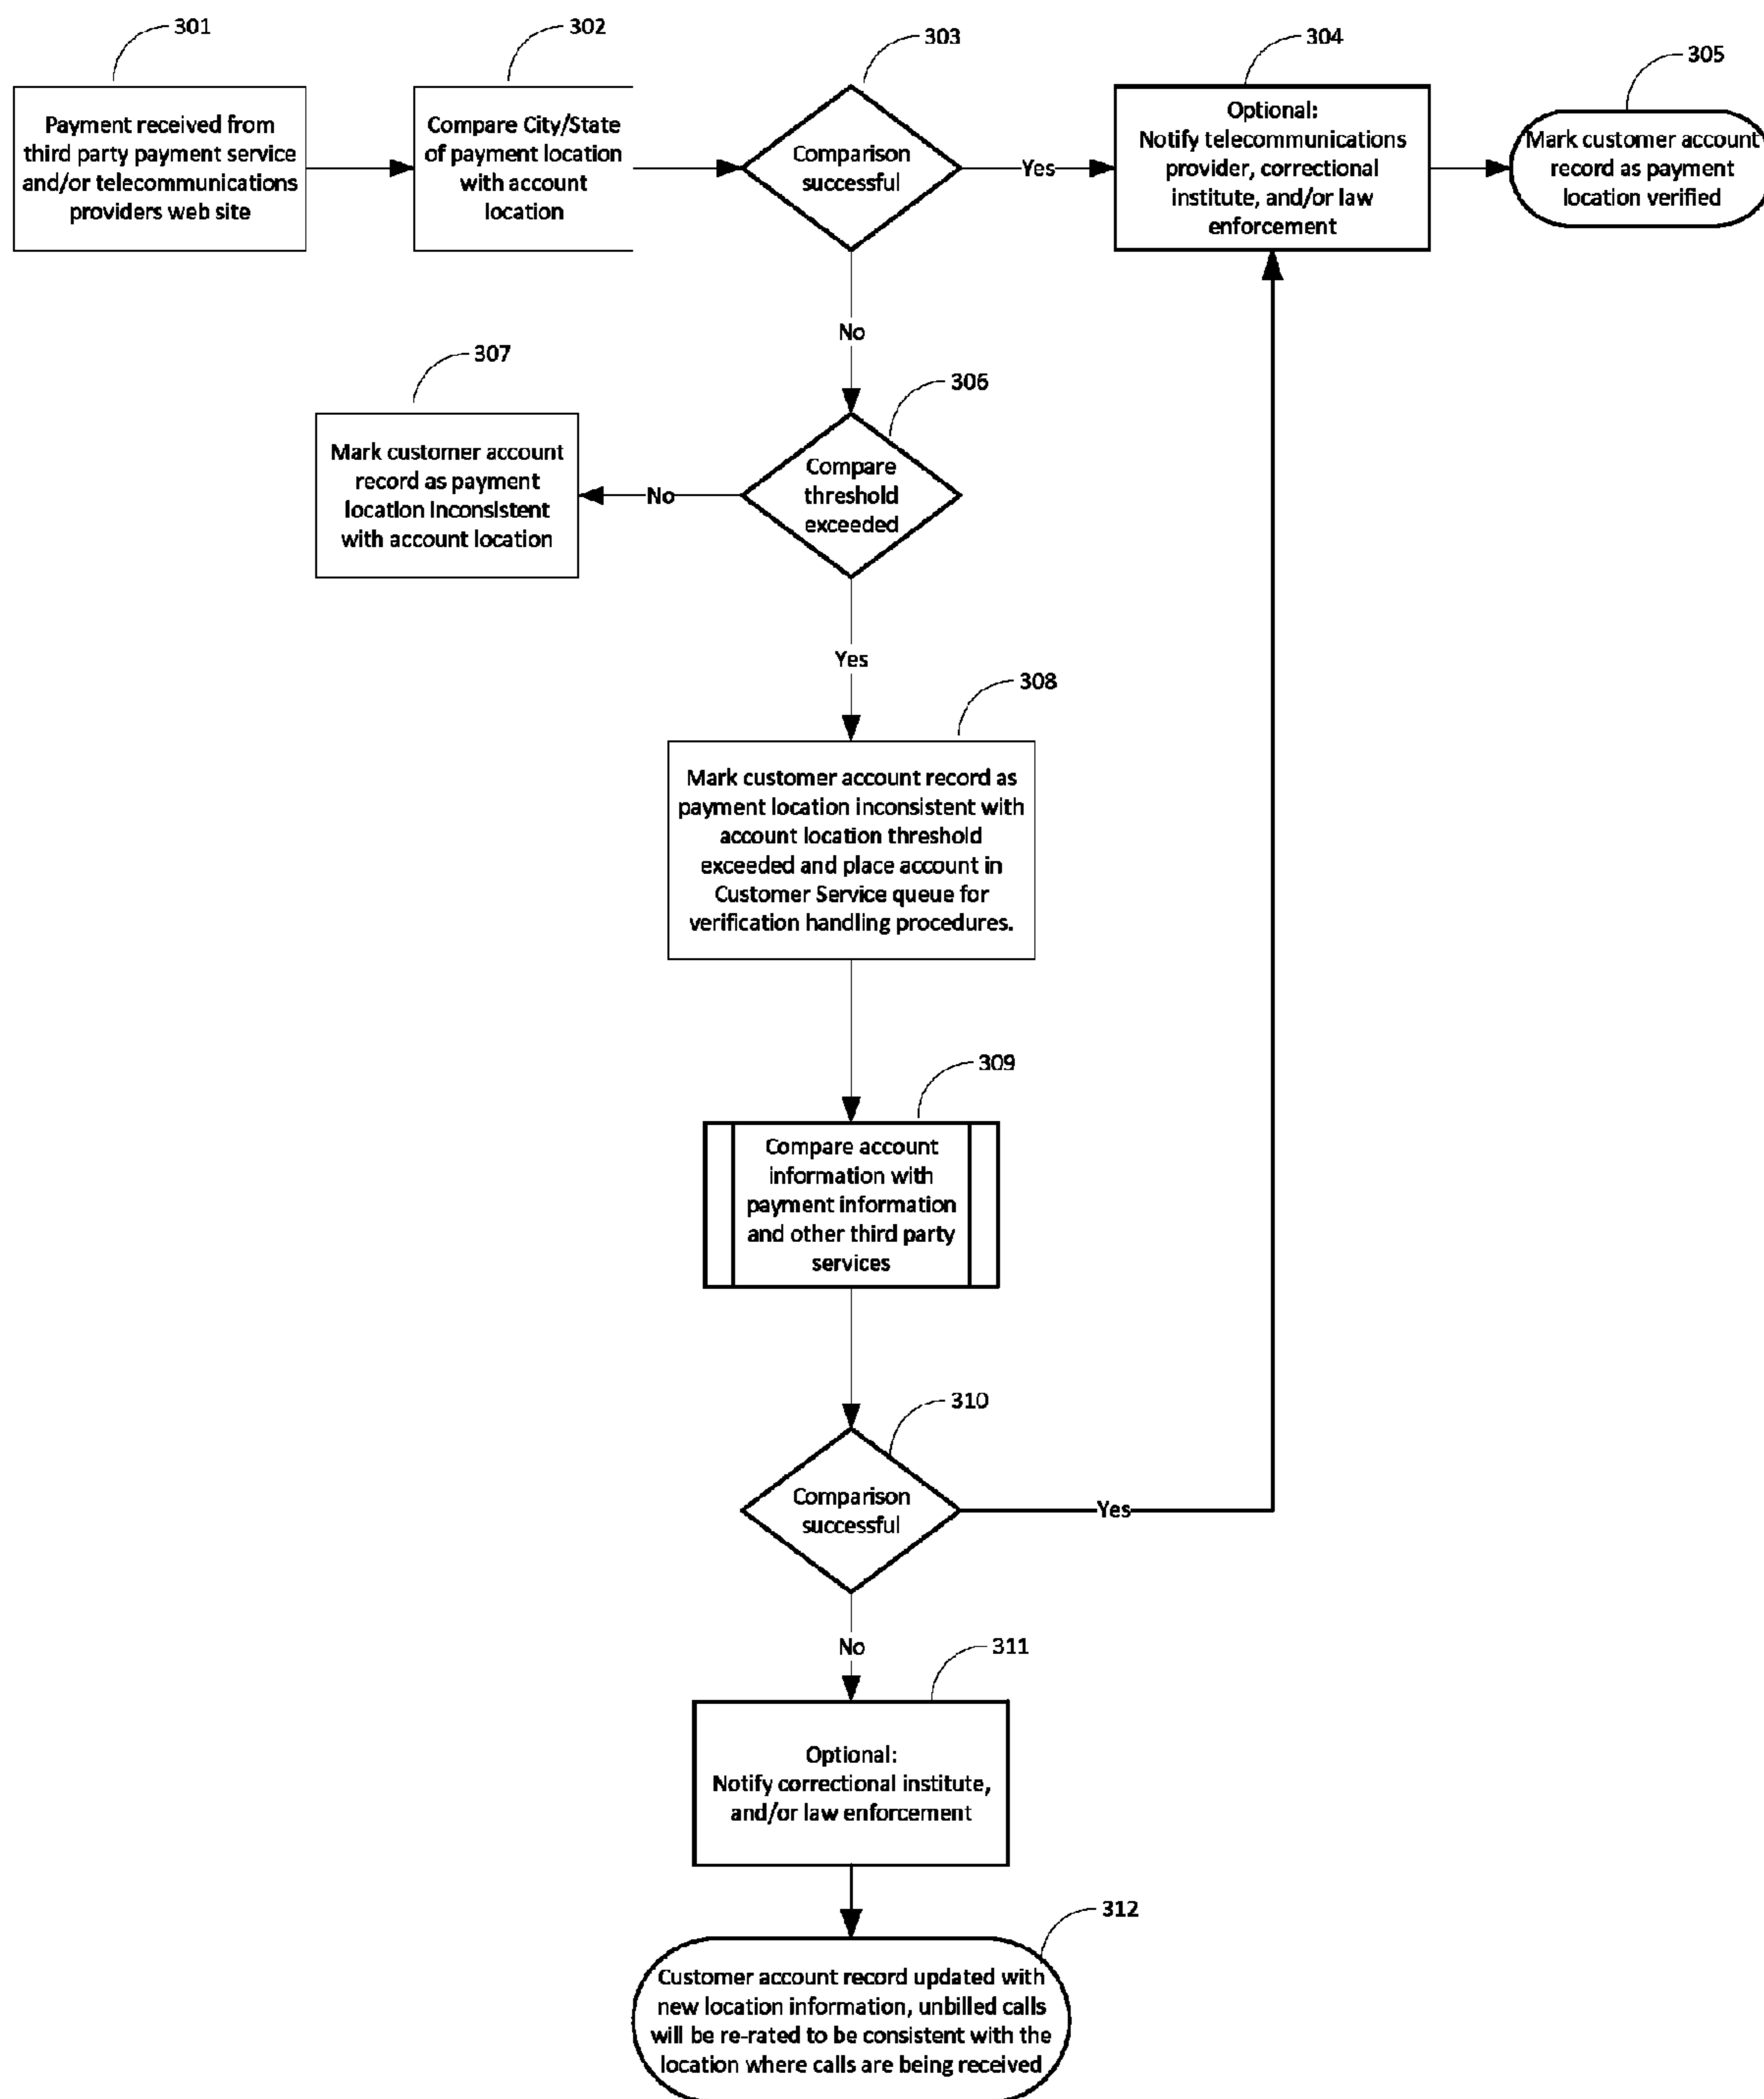 301
302
303
304
305
Payment received from
third party payment service
and/or telecommunications
providers web site
Compare City/State
of payment location
with account
location
Comparison
successful
Yes
Optional:
Notify telecommunications
provider, correctional
institute, and/or law
enforcement
Mark customer account
record as payment
location verified
No
307
306
Mark customer account
record as payment
location inconsistent
with account location
No
Compare
threshold
exceeded
Yes
308
Mark customer account record as
payment location inconsistent with
account location threshold
exceeded and place account in
Customer Service queue for
verification handling procedures.
309
Compare account
information with
payment information
and other third party
services
310
Comparison
successful
Yes
No
311
Optional:
Notify correctional institute,
and/or law enforcement
312
Customer account record updated with
new location information, unbilled calls
will be re-rated to be consistent with the
location where calls are being received